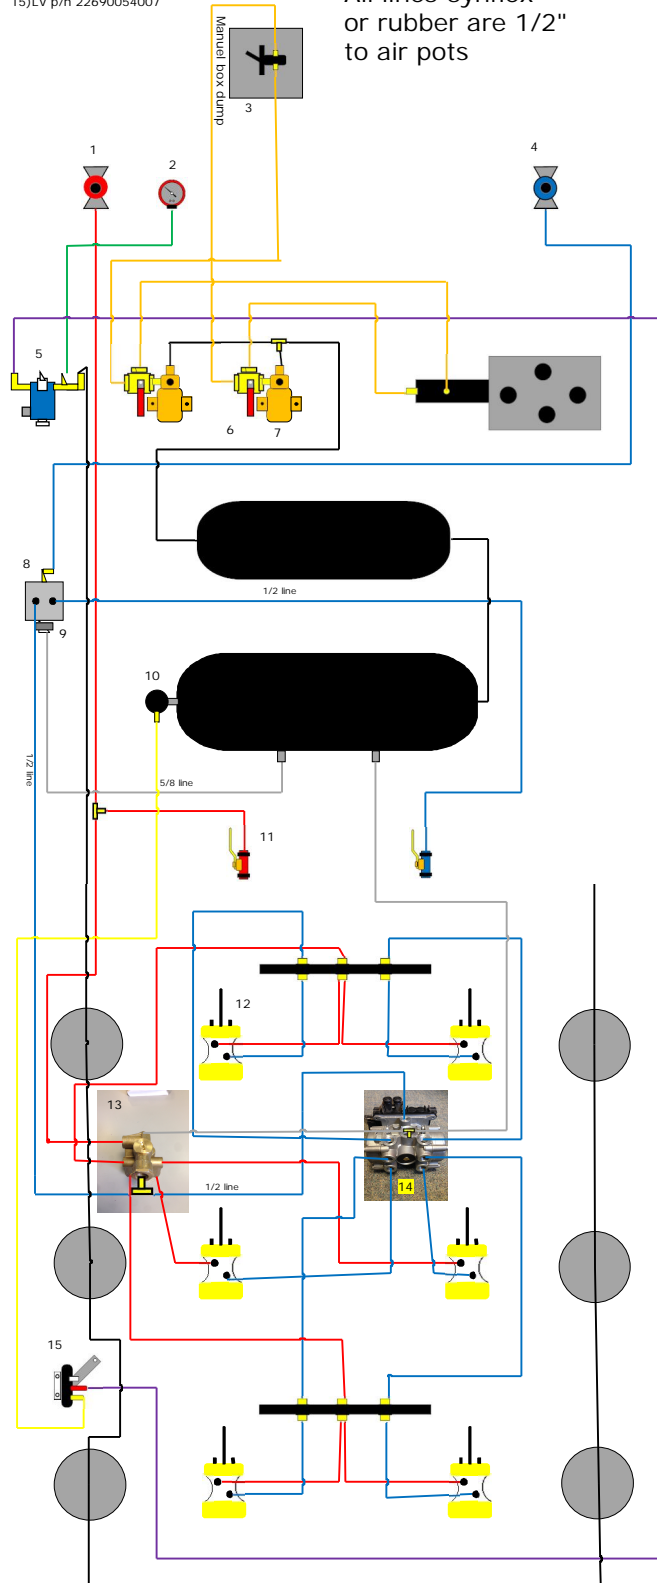 15)LV p/n 22690054007
or rubber are 1/2"
to air pots
Manuel box dump
3
1
2
4
5
6
7
8
1/2 line
9
10
1/2 line
5/8 line
11
12
13
14
1/2 line
15